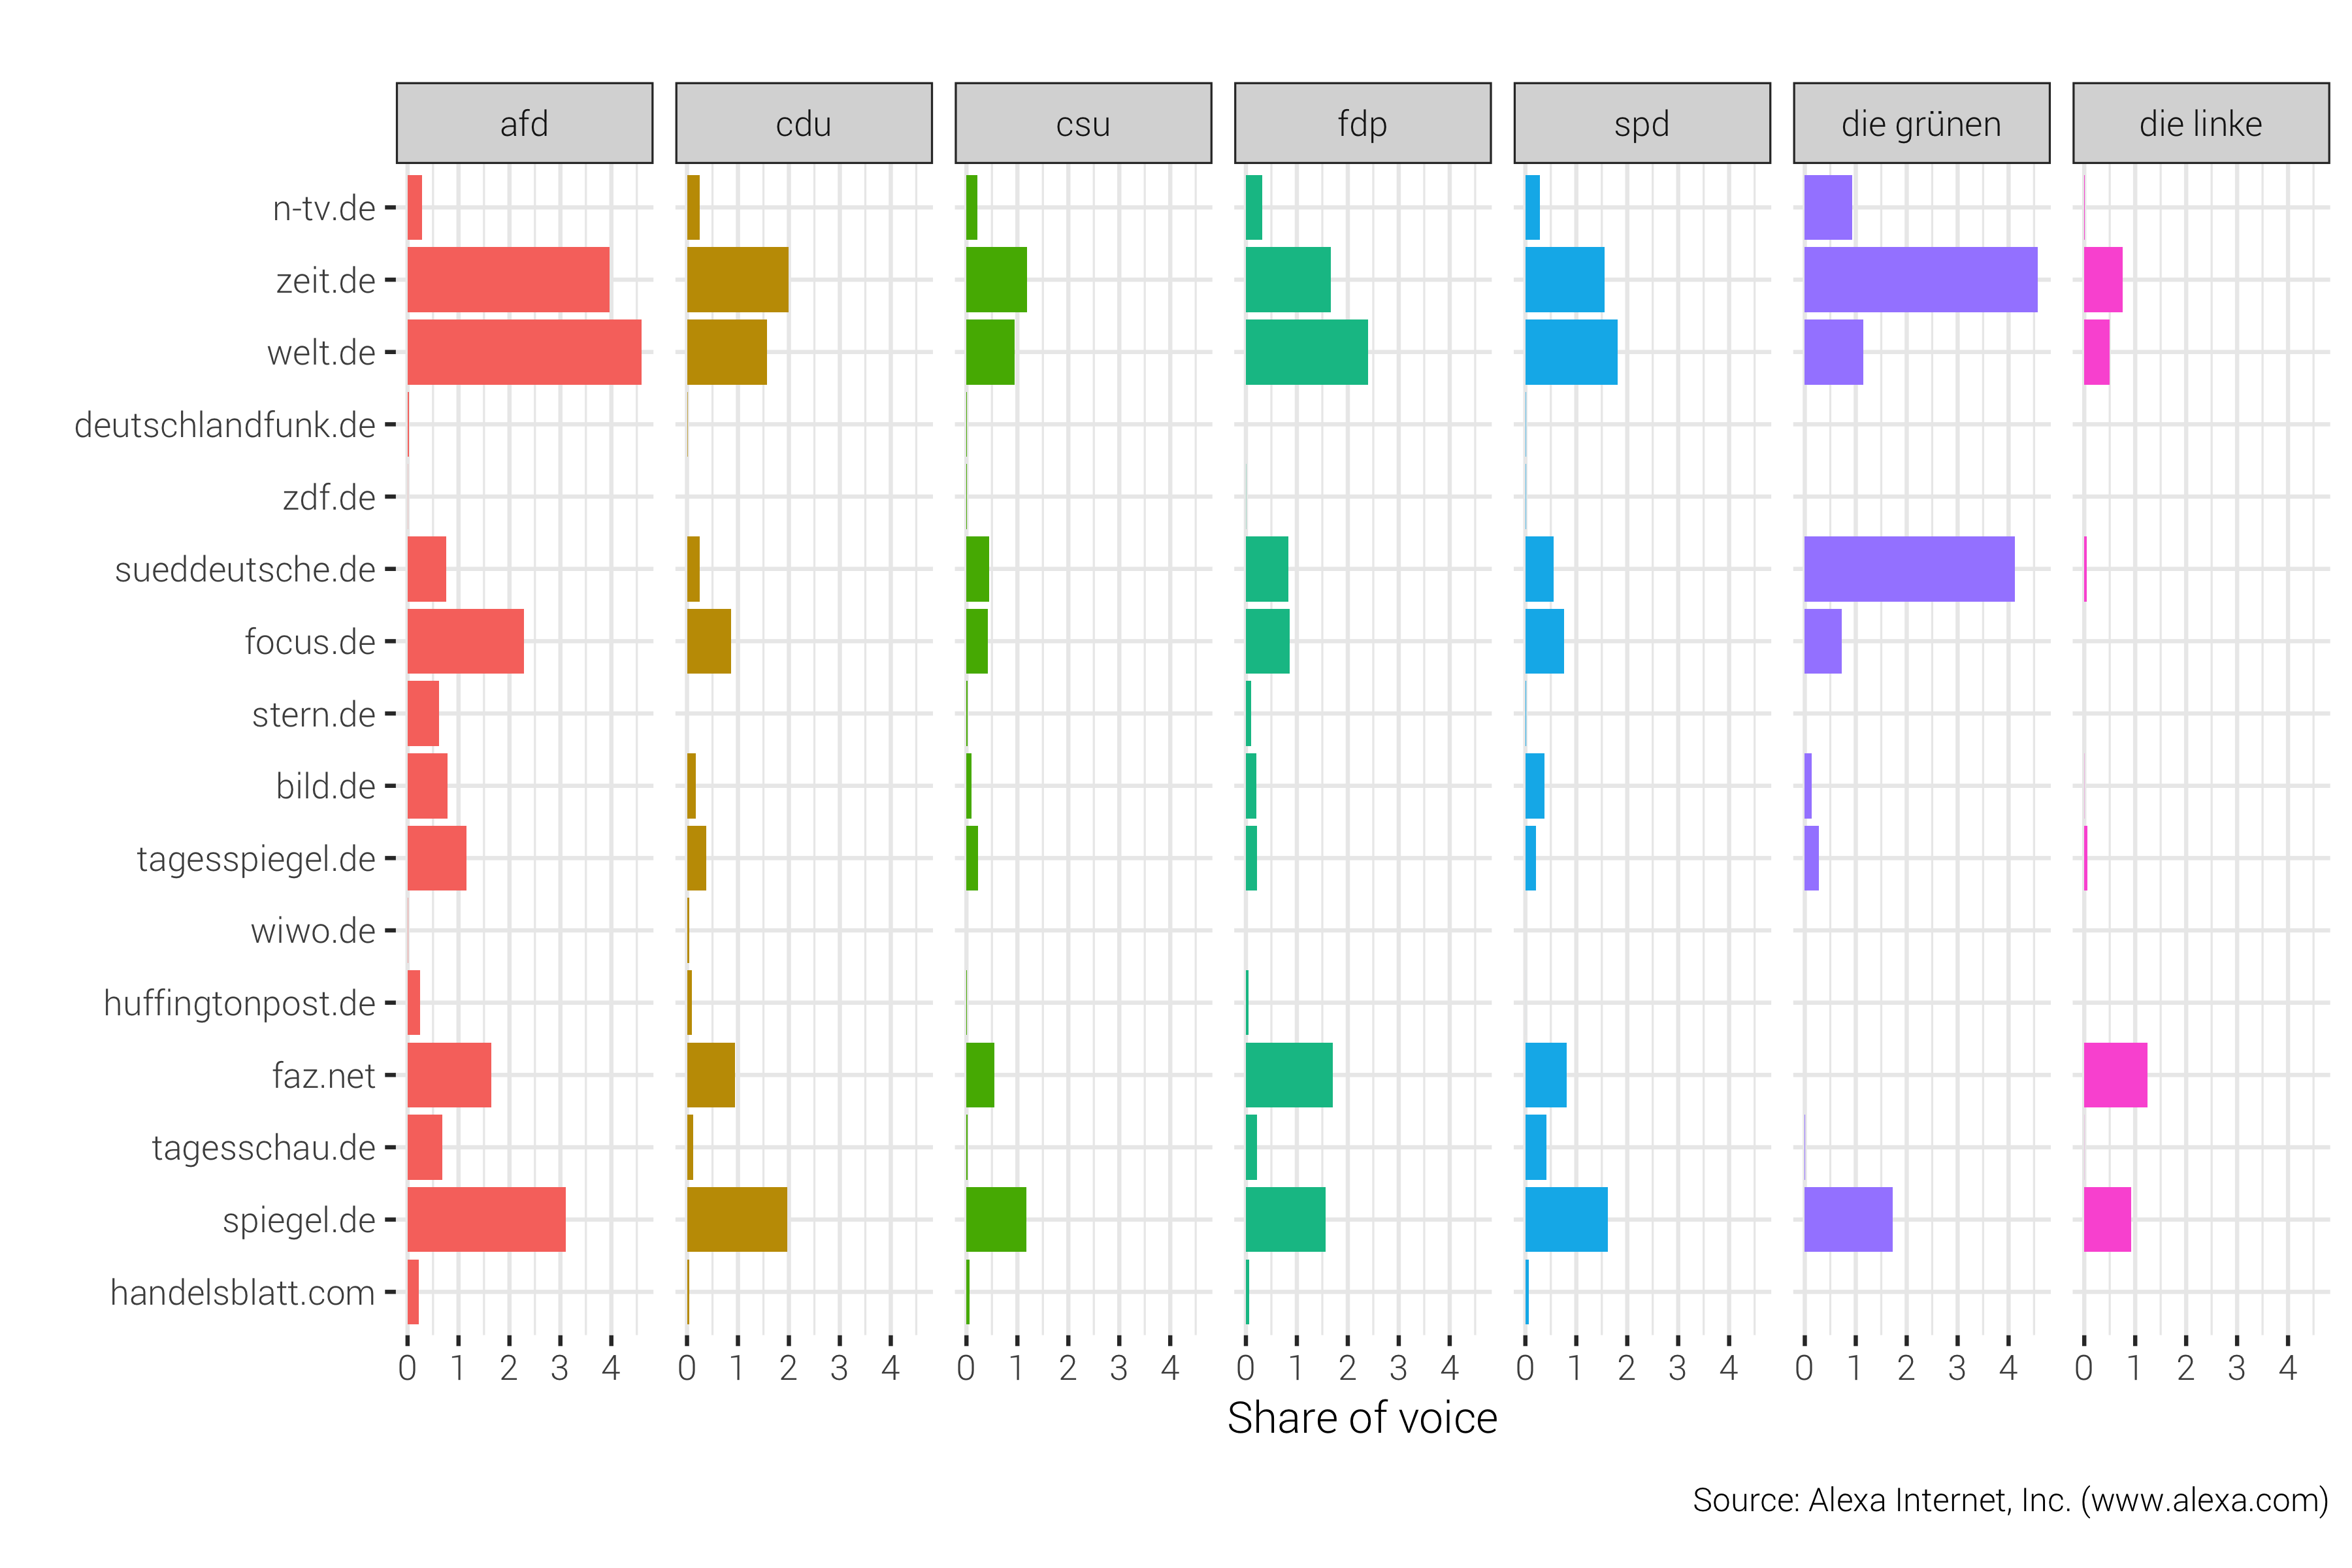 afd cdu csu fdp spd die grünen die linke
n-tv.de
zeit.de
welt.de
deutschlandfunk.de
zdf.de
sueddeutsche.de
focus.de
stern.de
bild.de
tagesspiegel.de
wiwo.de
huffingtonpost.de
faz.net
tagesschau.de
spiegel.de
handelsblatt.com
0 1 2 3 4 0 1 2 3 4 0 1 2 3 4 0 1 2 3 4 0 1 2 3 4 0 1 2 3 4 0 1 2 3 4
Share of voice
Source: Alexa Internet, Inc. (www.alexa.com)